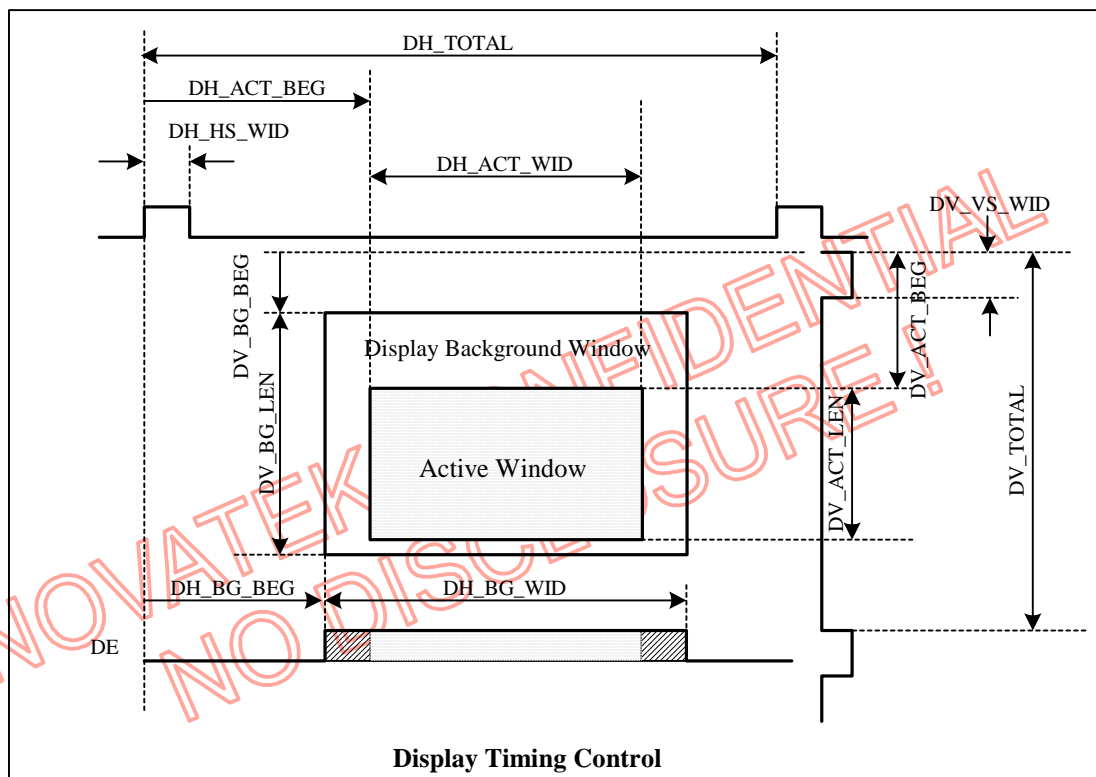 DH_TOTAL
DH_ACT_BEG
DH_HS_WID
DH_ACT_WID
DV_VS_WID
DV_BG_BEG
DV_ACT_BEG
Display Background Window
DV_BG_LEN
Active Window
DV_ACT_LEN
DV_TOTAL
DH_BG_BEG
DH_BG_WID
DE
NOVATEK CONFIDENTIAL
NO DISCLOSURE !
Display Timing Control